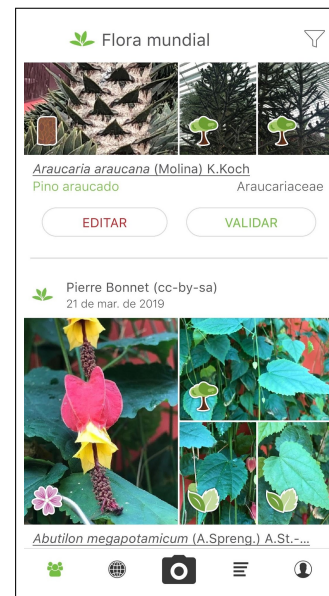 Flora mundial
Araucaria araucana (Molina) K.Koch
Pino araucado Araucariaceae
EDITAR VALIDAR
Pierre Bonnet (cc-by-sa)
21 de mar. de 2019
Abutilon megapotamicum (A.Spreng.) A.St.-...